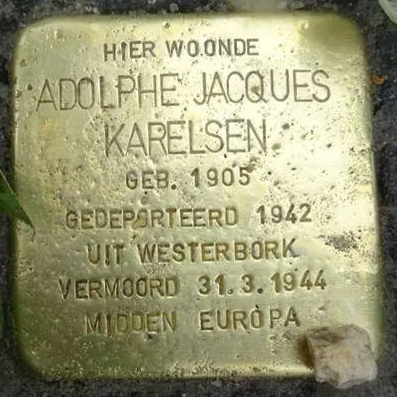 HIER WOONDE
ADOLPHE JACQUES
KARELSEN
GEB. 1905
GEDEPORTEERD 1942
UIT WESTERBORK
VERMOORD 31.3.1944
MIDDEN EUROPA